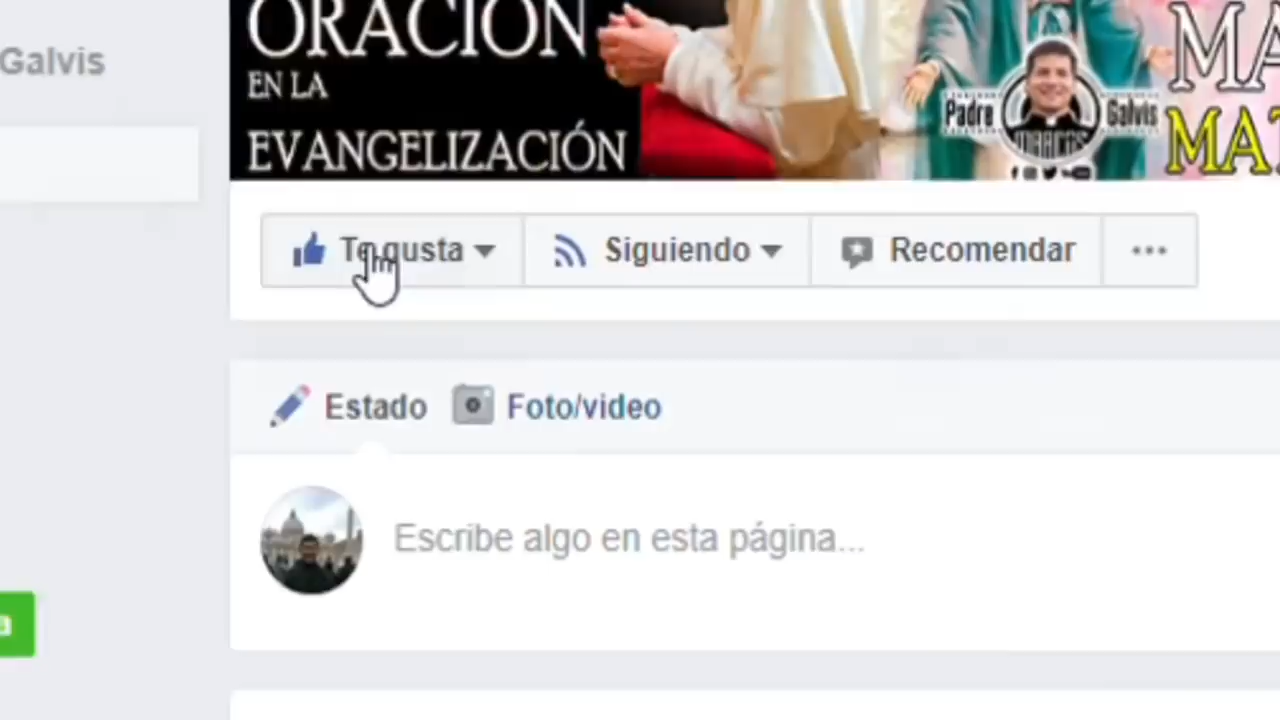 ORACIÓN
EN LA
EVANGELIZACIÓN
Galvis
Padre
Galvis
MARCOS
Te gusta
Siguiendo
Recomendar
Estado
Foto/video
Escribe algo en esta página...